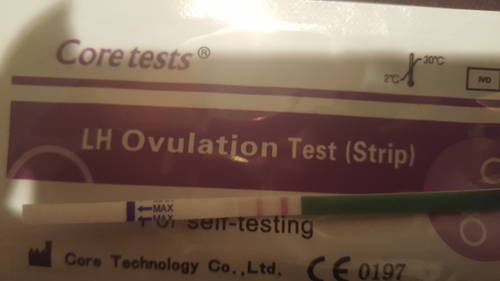 Core tests®
2°C 30°C
IVD
LH Ovulation Test (Strip)
MAX
MAX
For self-testing
Core Technology Co.,Ltd. CE 0197